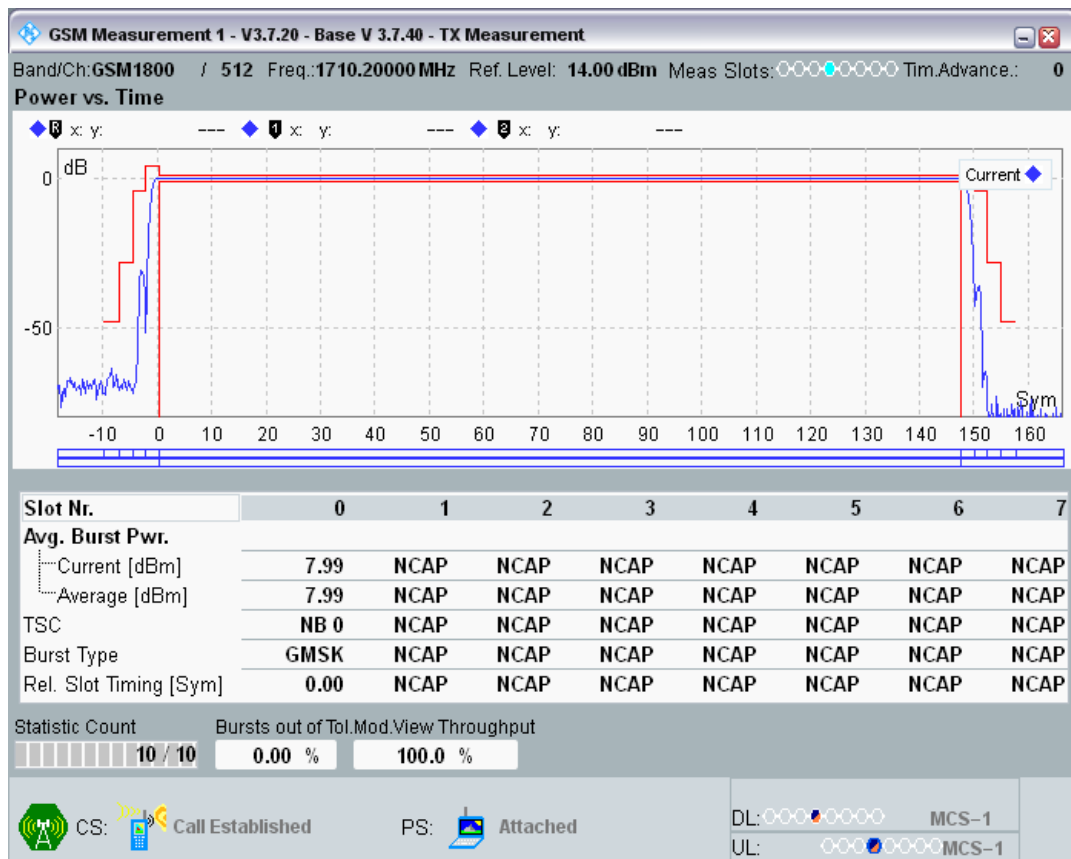 GSM Measurement 1 - V3.7.20 - Base V 3.7.40 - TX Measurement
Band/Ch:GSM1800 / 512 Freq.:1710.20000 MHz Ref. Level: 14.00 dBm Meas Slots: Tim.Advance.: 0
Power vs. Time
R x: y: --- 1 x: y: --- 2 x: y: ---
dB
Current
0
-50
Sym
-10 0 10 20 30 40 50 60 70 80 90 100 110 120 130 140 150 160
Slot Nr. 0 1 2 3 4 5 6 7
Avg. Burst Pwr.
Current [dBm] 7.99 NCAP NCAP NCAP NCAP NCAP NCAP NCAP
Average [dBm] 7.99 NCAP NCAP NCAP NCAP NCAP NCAP NCAP
TSC NB 0 NCAP NCAP NCAP NCAP NCAP NCAP NCAP
Burst Type GMSK NCAP NCAP NCAP NCAP NCAP NCAP NCAP
Rel. Slot Timing [Sym] 0.00 NCAP NCAP NCAP NCAP NCAP NCAP NCAP
Statistic Count Bursts out of Tol.Mod.View Throughput
10 / 10 0.00 % 100.0 %
CS: Call Established PS: Attached
DL: MCS-1
UL: MCS-1